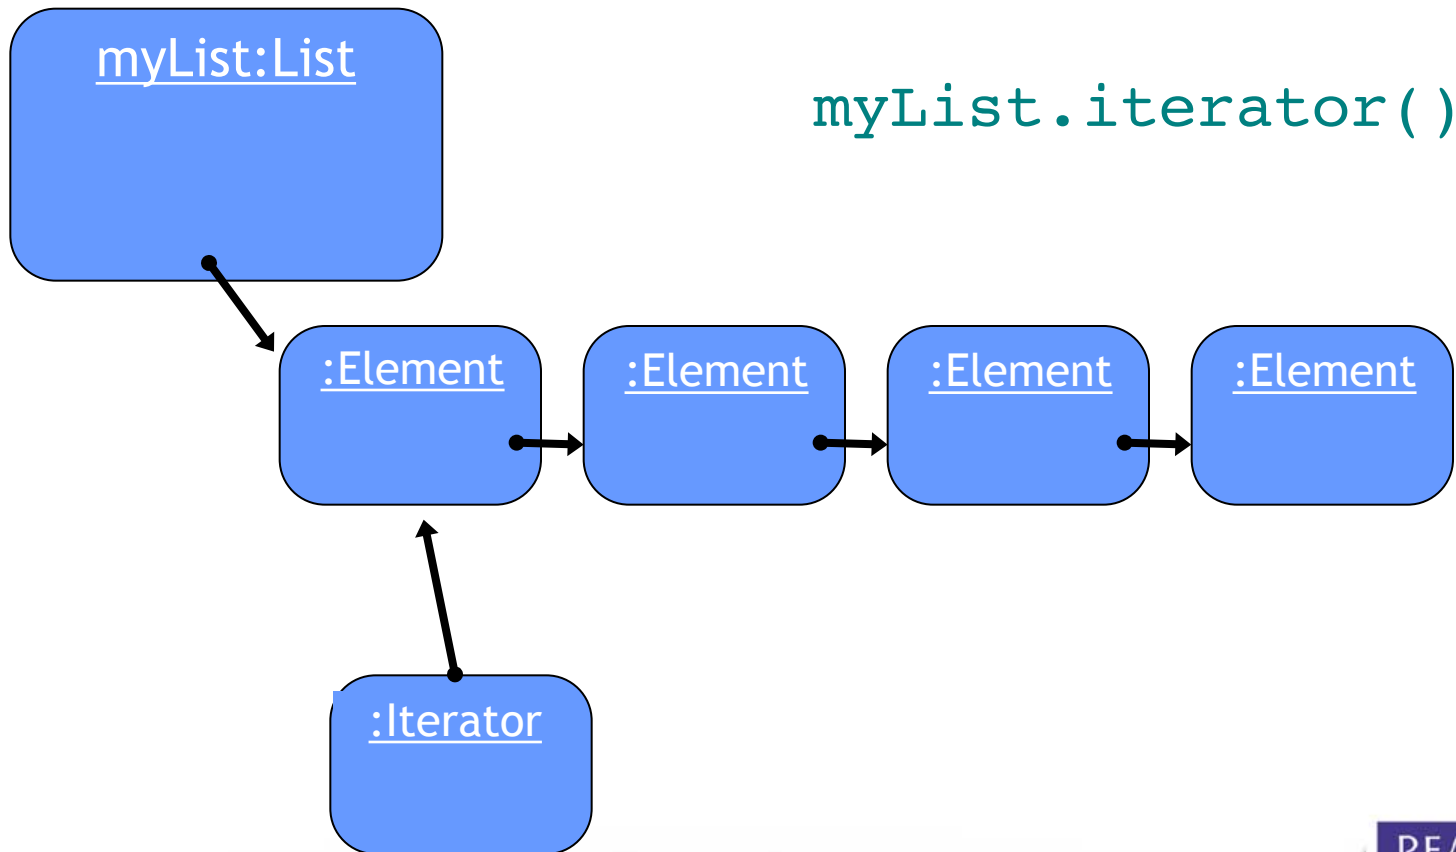 myList:List
myList.iterator()
:Element
:Element
:Element
:Element
:Iterator